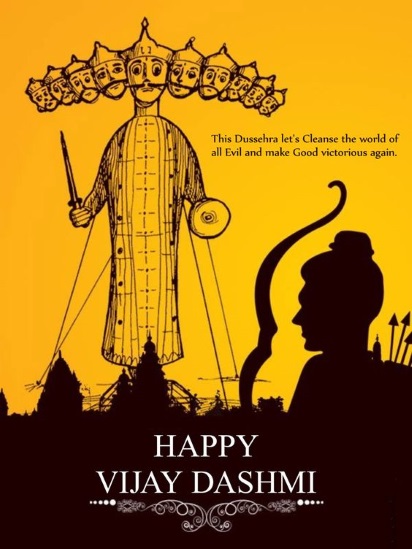 This Dussehra let's Cleanse the world of
all Evil and make Good victorious again.
HAPPY
VIJAY DASHMI